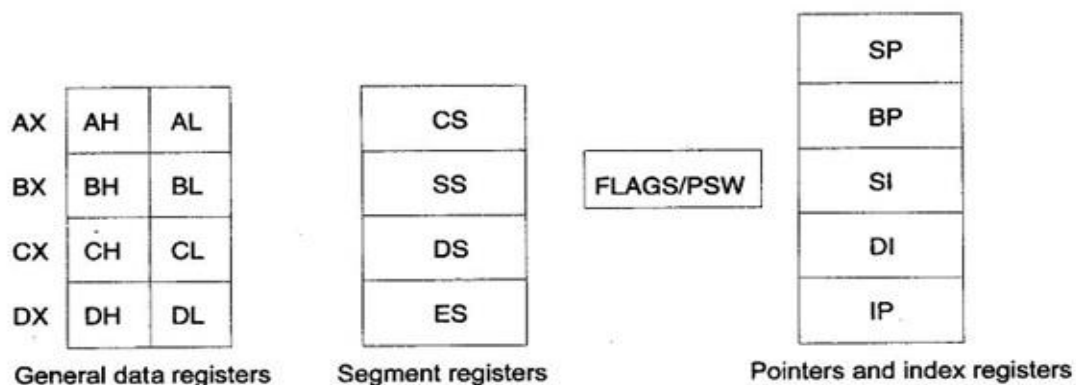 AX AH AL
BX BH BL
CX CH CL
DX DH DL
General data registers
CS
SS
DS
ES
Segment registers
FLAGS/PSW
SP
BP
SI
DI
IP
Pointers and index registers